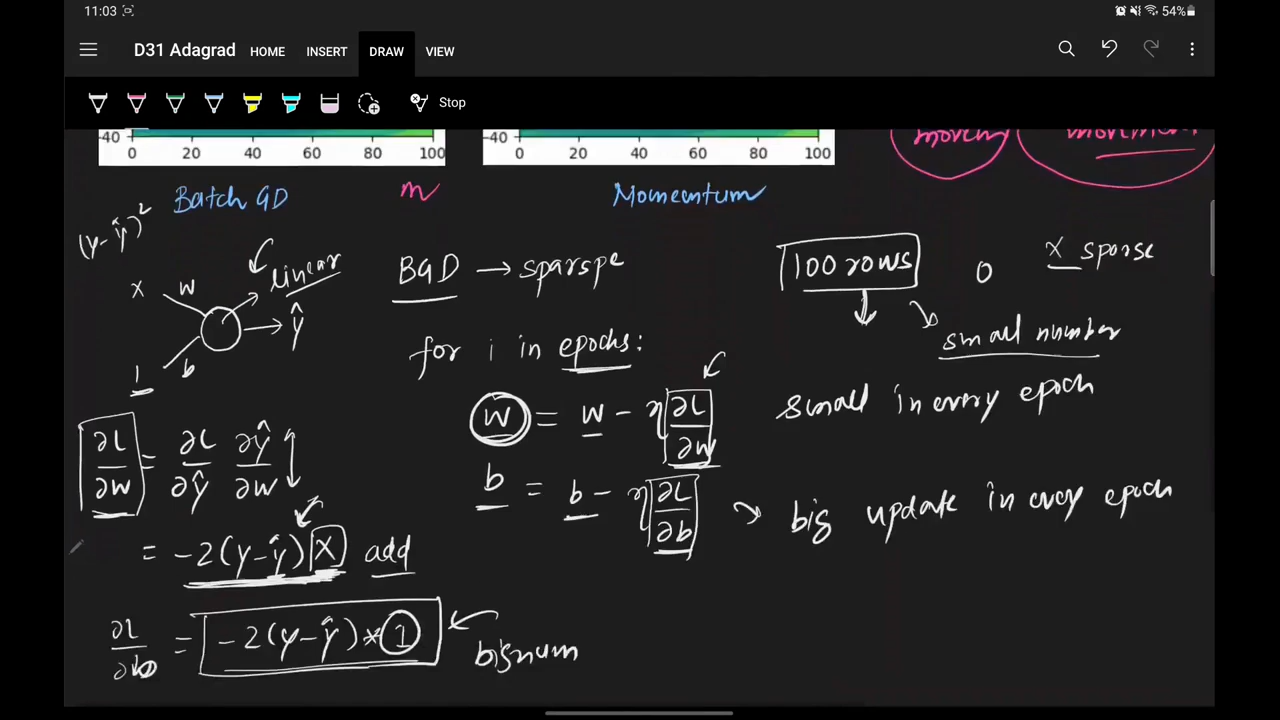 11:03 54%
D31 Adagrad HOME INSERT DRAW VIEW
Stop
-40 -40
0 20 40 60 80 100 0 20 40 60 80 100
Batch GD m Momentum
(y-ŷ)²
x w linear ŷ
1 b
BGD → sparspe
100 rows 0 x sparse
small number
for i in epochs:
w = w - η ∂L/∂w small in every epoch
b = b - η ∂L/∂b → big update in every epoch
∂L/∂w = ∂L/∂ŷ ∂ŷ/∂w
= -2(y-ŷ) x add
∂L/∂b = -2(y-ŷ)*1 bignum